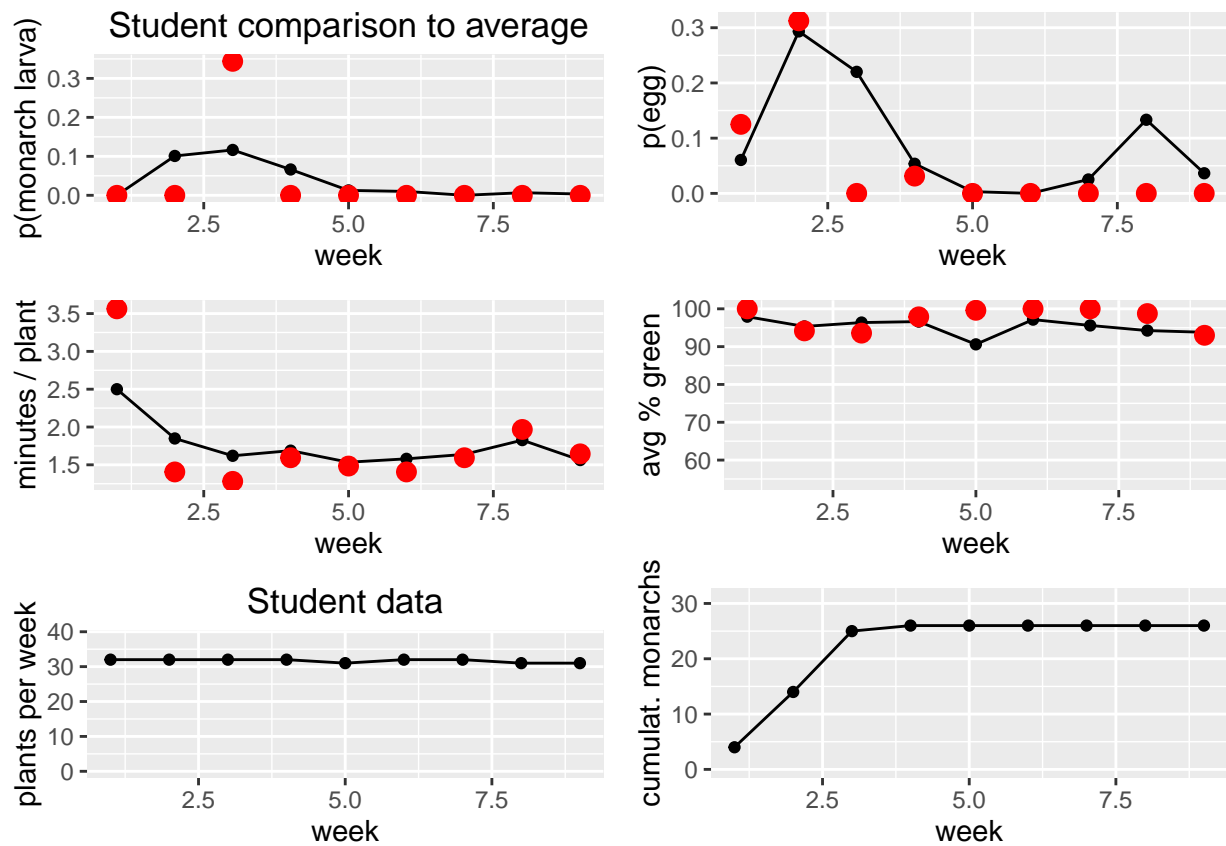 Student comparison to average
p(monarch larva)
0.3
0.2
0.1
0.0
2.5 5.0 7.5
week
p(egg)
0.3
0.2
0.1
0.0
2.5 5.0 7.5
week
minutes / plant
3.5
3.0
2.5
2.0
1.5
2.5 5.0 7.5
week
avg % green
100
90
80
70
60
2.5 5.0 7.5
week
Student data
plants per week
40
30
20
10
0
2.5 5.0 7.5
week
cumulat. monarchs
30
20
10
0
2.5 5.0 7.5
week